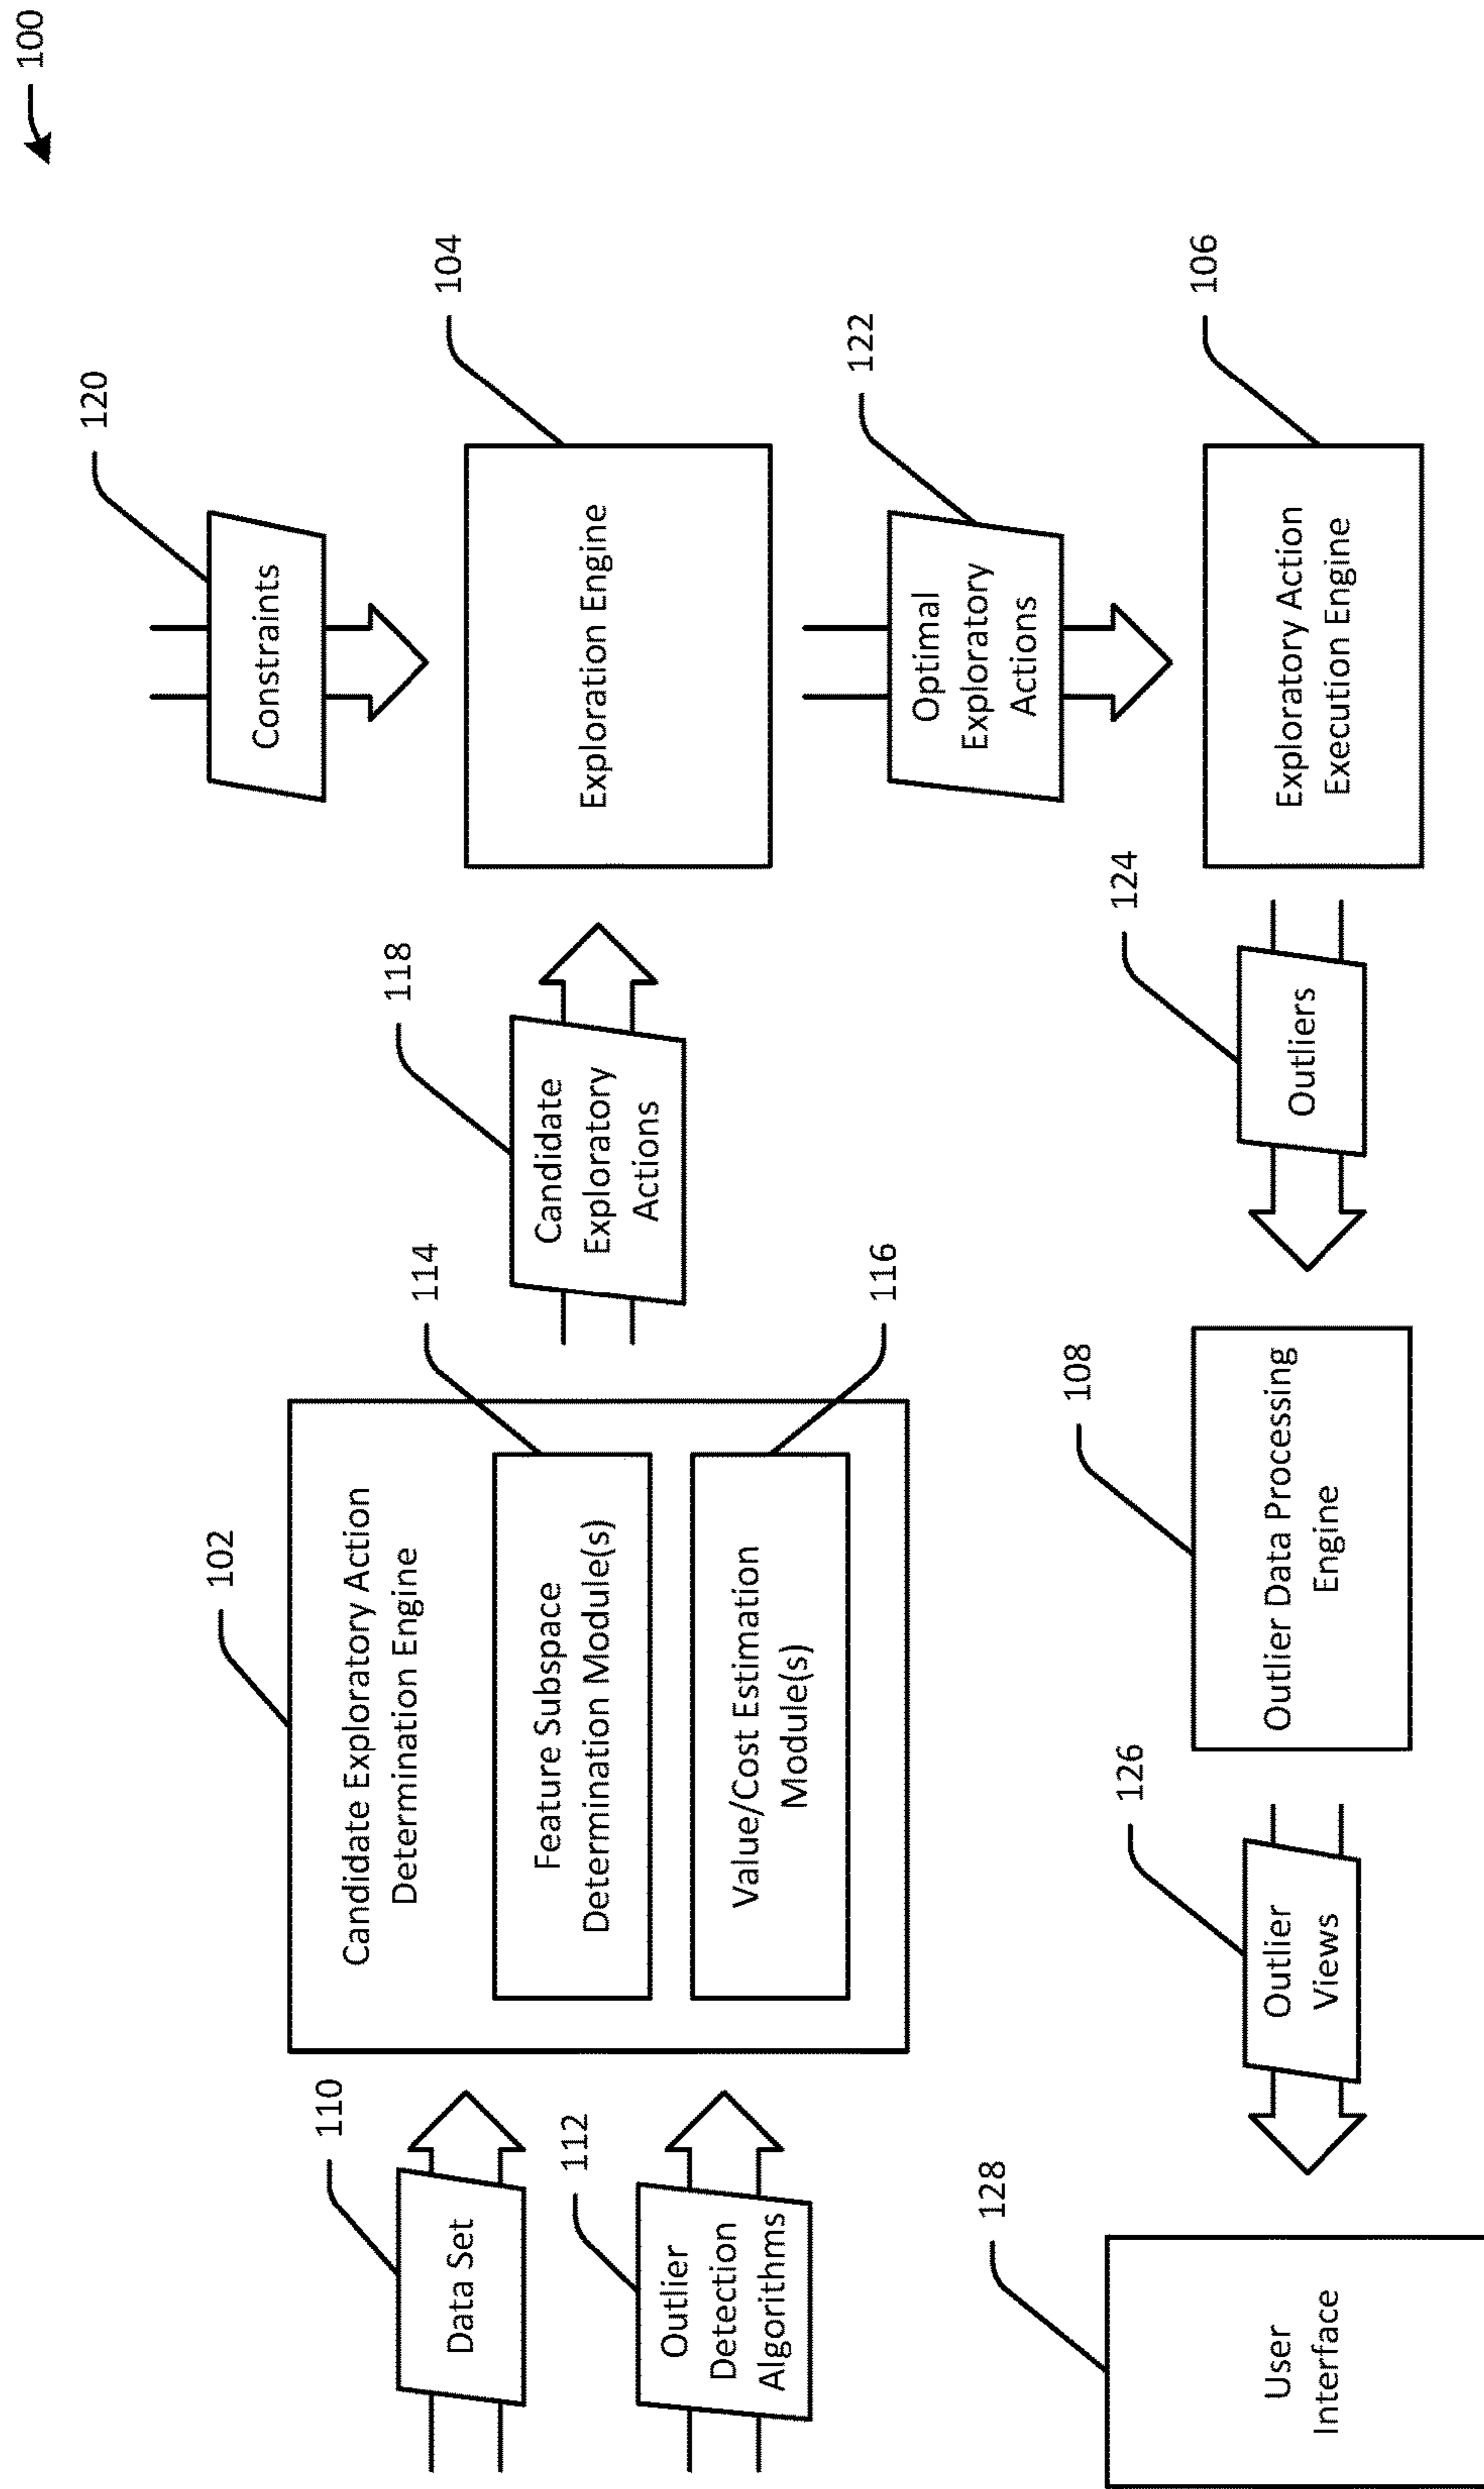 100
120
Constraints
104
Exploration Engine
118
Candidate
Exploratory
Actions
102
Candidate Exploratory Action
Determination Engine
114
Feature Subspace
Determination Module(s)
116
Value/Cost Estimation
Module(s)
110
Data Set
112
Outlier
Detection
Algorithms
122
Optimal
Exploratory
Actions
106
Exploratory Action
Execution Engine
124
Outliers
108
Outlier Data Processing
Engine
126
Outlier
Views
128
User
Interface